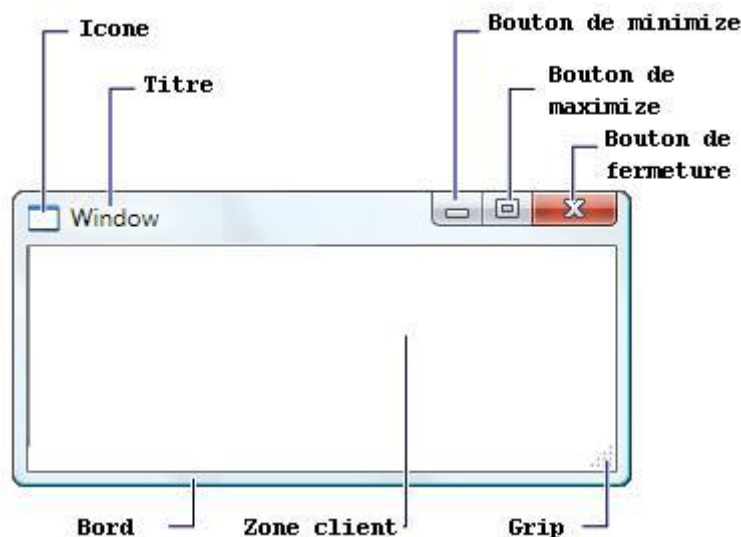 Icone
Bouton de minimize
Titre
Bouton de
maximize
Bouton de
fermeture
Window
Bord
Zone client
Grip